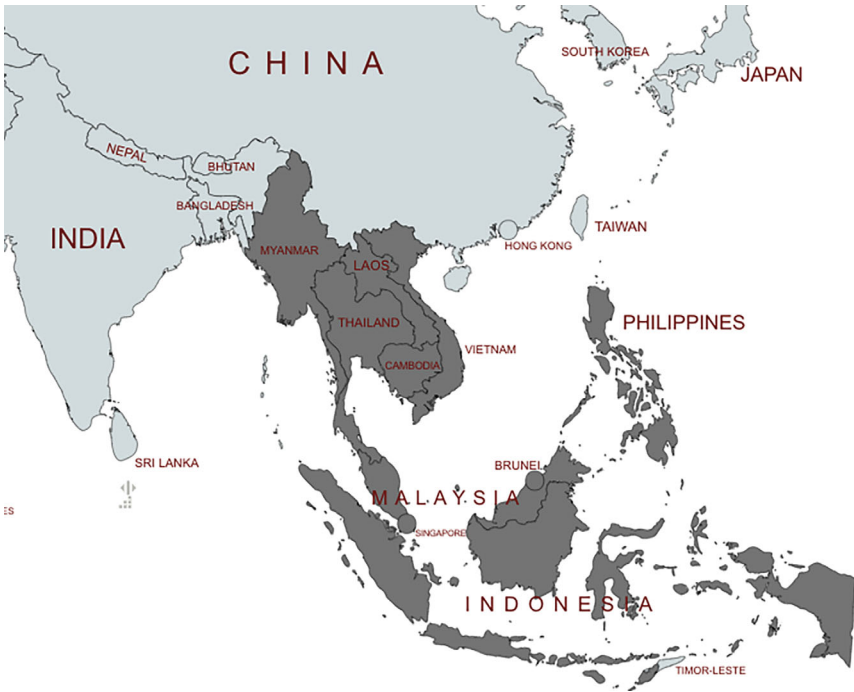 SOUTH KOREA
CHINA
JAPAN
NEPAL
BHUTAN
BANGLADESH
TAIWAN
INDIA
HONG KONG
MYANMAR
LAOS
THAILAND
PHILIPPINES
VIETNAM
CAMBODIA
SRI LANKA
BRUNEI
MALAYSIA
ES
SINGAPORE
INDONESIA
TIMOR-LESTE